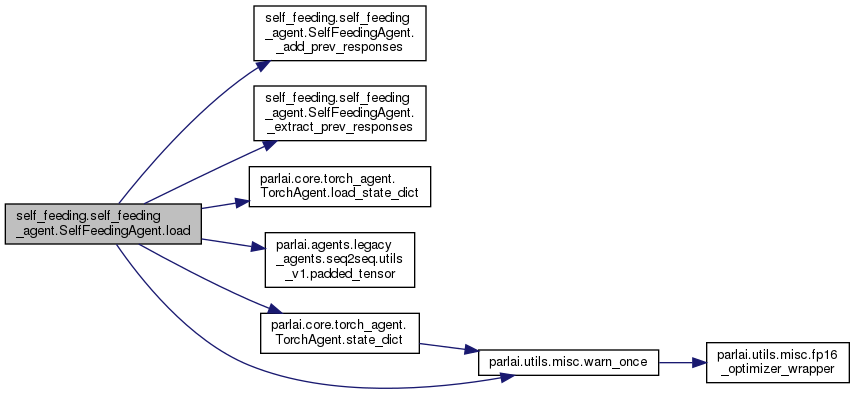 self_feeding.self_feeding
_agent.SelfFeedingAgent.
_add_prev_responses
self_feeding.self_feeding
_agent.SelfFeedingAgent.
_extract_prev_responses
parlai.core.torch_agent.
TorchAgent.load_state_dict
self_feeding.self_feeding
_agent.SelfFeedingAgent.load
parlai.agents.legacy
_agents.seq2seq.utils
_v1.padded_tensor
parlai.core.torch_agent.
TorchAgent.state_dict
parlai.utils.misc.warn_once
parlai.utils.misc.fp16
_optimizer_wrapper